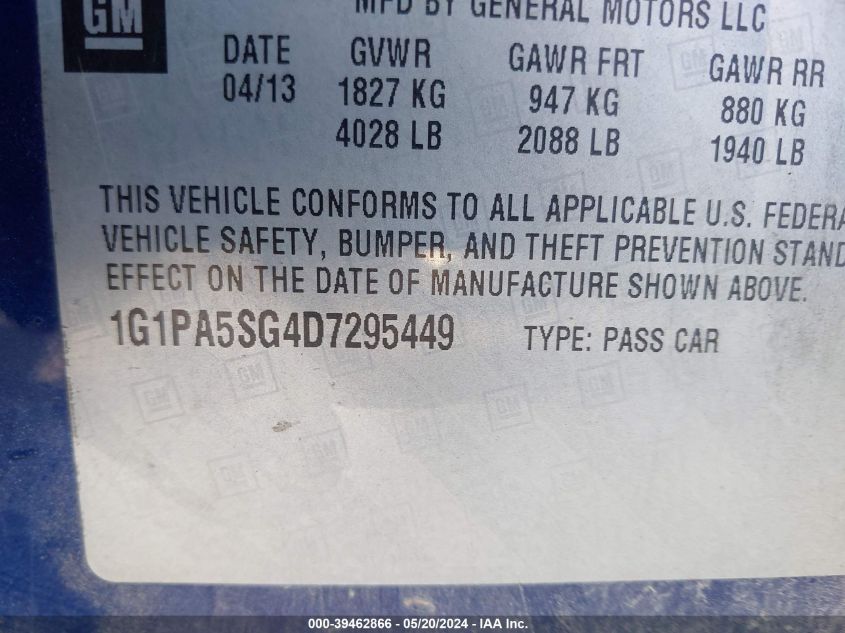 GM
MFD BY GENERAL MOTORS LLC
DATE GVWR GAWR FRT GAWR RR
04/13 1827 KG 947 KG 880 KG
4028 LB 2088 LB 1940 LB
THIS VEHICLE CONFORMS TO ALL APPLICABLE U.S. FEDERA
VEHICLE SAFETY, BUMPER, AND THEFT PREVENTION STAND
EFFECT ON THE DATE OF MANUFACTURE SHOWN ABOVE.
1G1PA5SG4D7295449 TYPE: PASS CAR
000-39462866 - 05/20/2024 - IAA Inc.